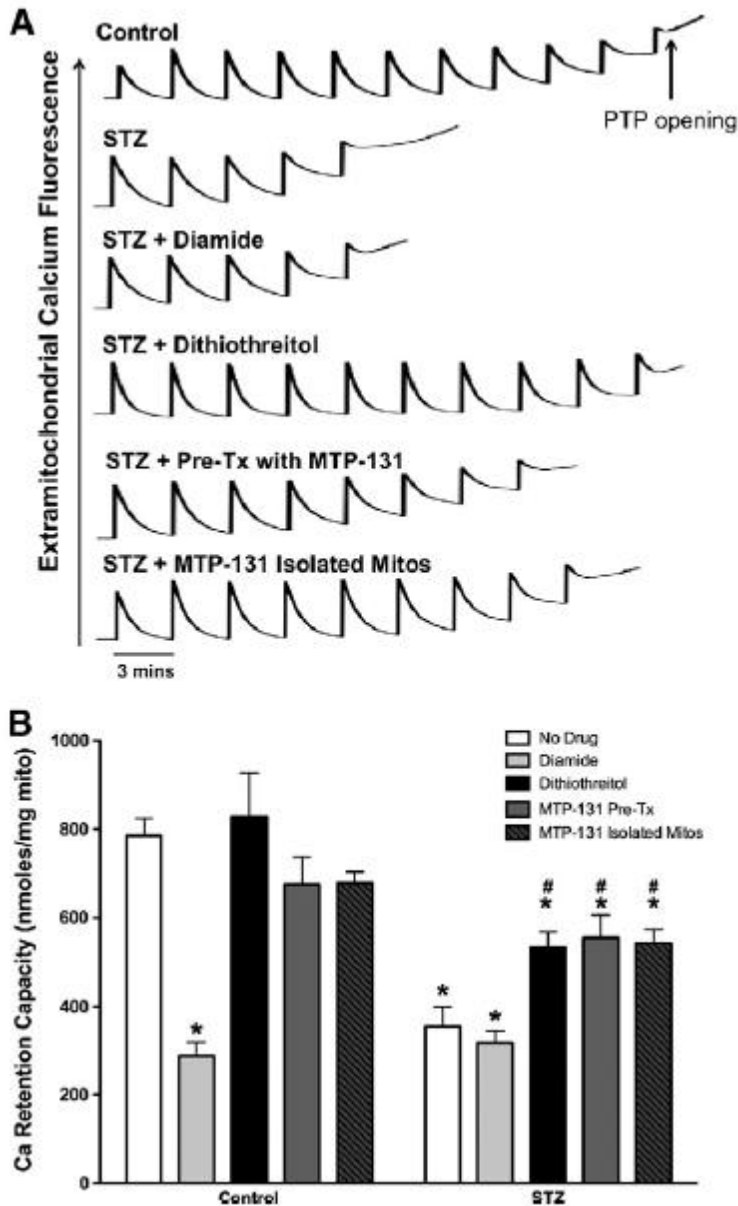 A
Control
PTP opening
STZ
STZ + Diamide
STZ + Dithiothreitol
STZ + Pre-Tx with MTP-131
STZ + MTP-131 Isolated Mitos
3 mins
Extramitochondrial Calcium Fluorescence
B
Ca Retention Capacity (nmoles/mg mito)
1000
800
600
400
200
0
No Drug
Diamide
Dithiothreitol
MTP-131 Pre-Tx
MTP-131 Isolated Mitos
*
*
*
#
*
#
*
#
*
Control
STZ